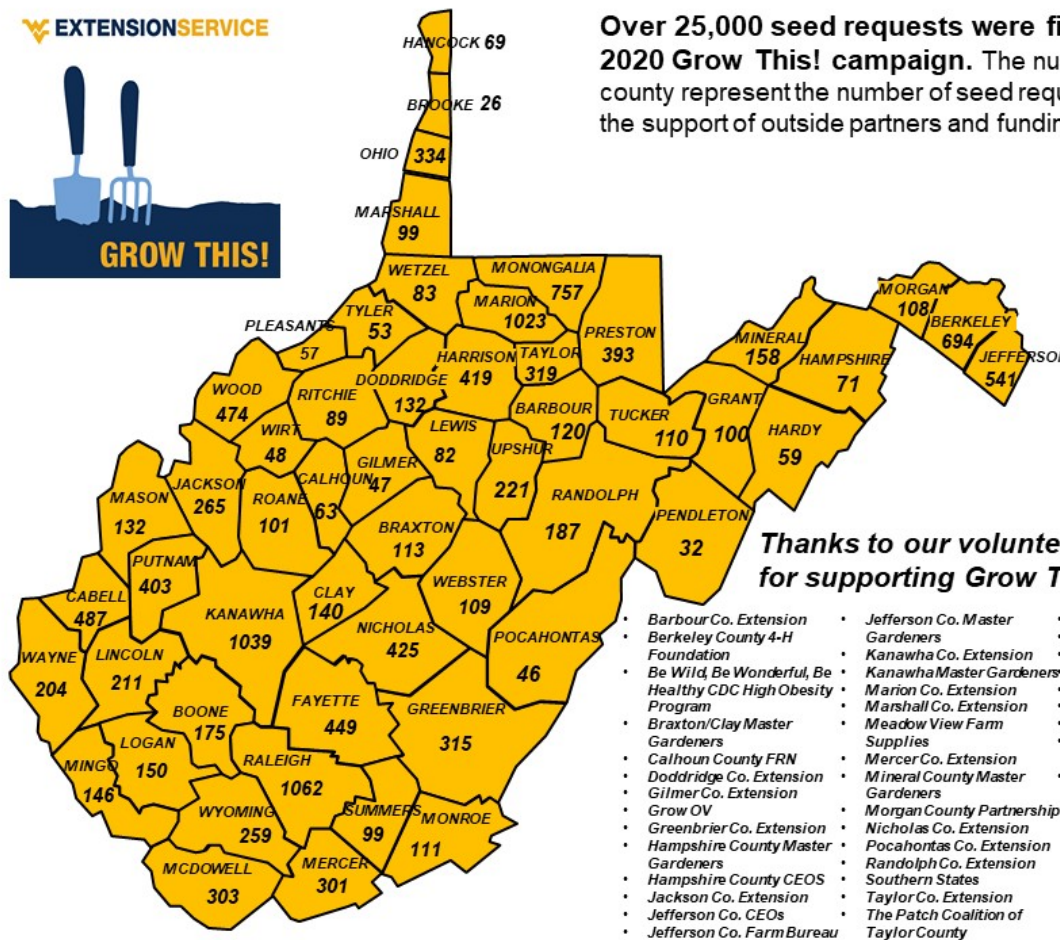 EXTENSIONSERVICE
GROW THIS!
Over 25,000 seed requests were
2020 Grow This! campaign. The
county represent the number of seed
the support of outside partners and
HANCOCK 69
BROOKE 26
OHIO 334
MARSHALL
99
WETZEL
83
MONONGALIA
757
MARION
1023
TYLER
53
PLEASANTS
57
PRESTON
393
HARRISON
419
TAYLOR
319
DODDRIDGE
132
WOOD
474
RITCHIE
89
WIRT
48
LEWIS
82
BARBOUR
120
TUCKER
110
GRANT
100
MINERAL
158
HAMPSHIRE
71
MORGAN
108
BERKELEY
694
JEFFERSON
541
HARDY
59
UPSHUR
221
GILMER
47
CALHOUN
63
JACKSON
265
ROANE
101
MASON
132
RANDOLPH
187
PENDLETON
32
BRAXTON
113
PUTNAM
403
CABELL
487
WEBSTER
109
CLAY
140
KANAWHA
1039
NICHOLAS
425
POCAHONTAS
46
WAYNE
204
LINCOLN
211
BOONE
175
FAYETTE
449
GREENBRIER
315
LOGAN
150
MINGO
146
RALEIGH
1062
WYOMING
259
SUMMERS
99
MONROE
111
MERCER
301
MCDOWELL
303
Thanks to our
for supporting Grow
• Barbour Co. Extension
• Berkeley County 4-H
Foundation
• Be Wild, Be Wonderful, Be
Healthy CDC High Obesity
Program
• Braxton/Clay Master
Gardeners
• Calhoun County FRN
• Doddridge Co. Extension
• Gilmer Co. Extension
• Grow OV
• Greenbrier Co. Extension
• Hampshire County Master
Gardeners
• Hampshire County CEOS
• Jackson Co. Extension
• Jefferson Co. CEOs
• Jefferson Co. Farm Bureau
• Jefferson Co. Master
Gardeners
• Kanawha Co. Extension
• Kanawha Master Gardeners
• Marion Co. Extension
• Marshall Co. Extension
• Meadow View Farm
Supplies
• Mercer Co. Extension
• Mineral County Master
Gardeners
• Morgan County Partnership
• Nicholas Co. Extension
• Pocahontas Co. Extension
• Randolph Co. Extension
• Southern States
• Taylor Co. Extension
• The Patch Coalition of
Taylor County